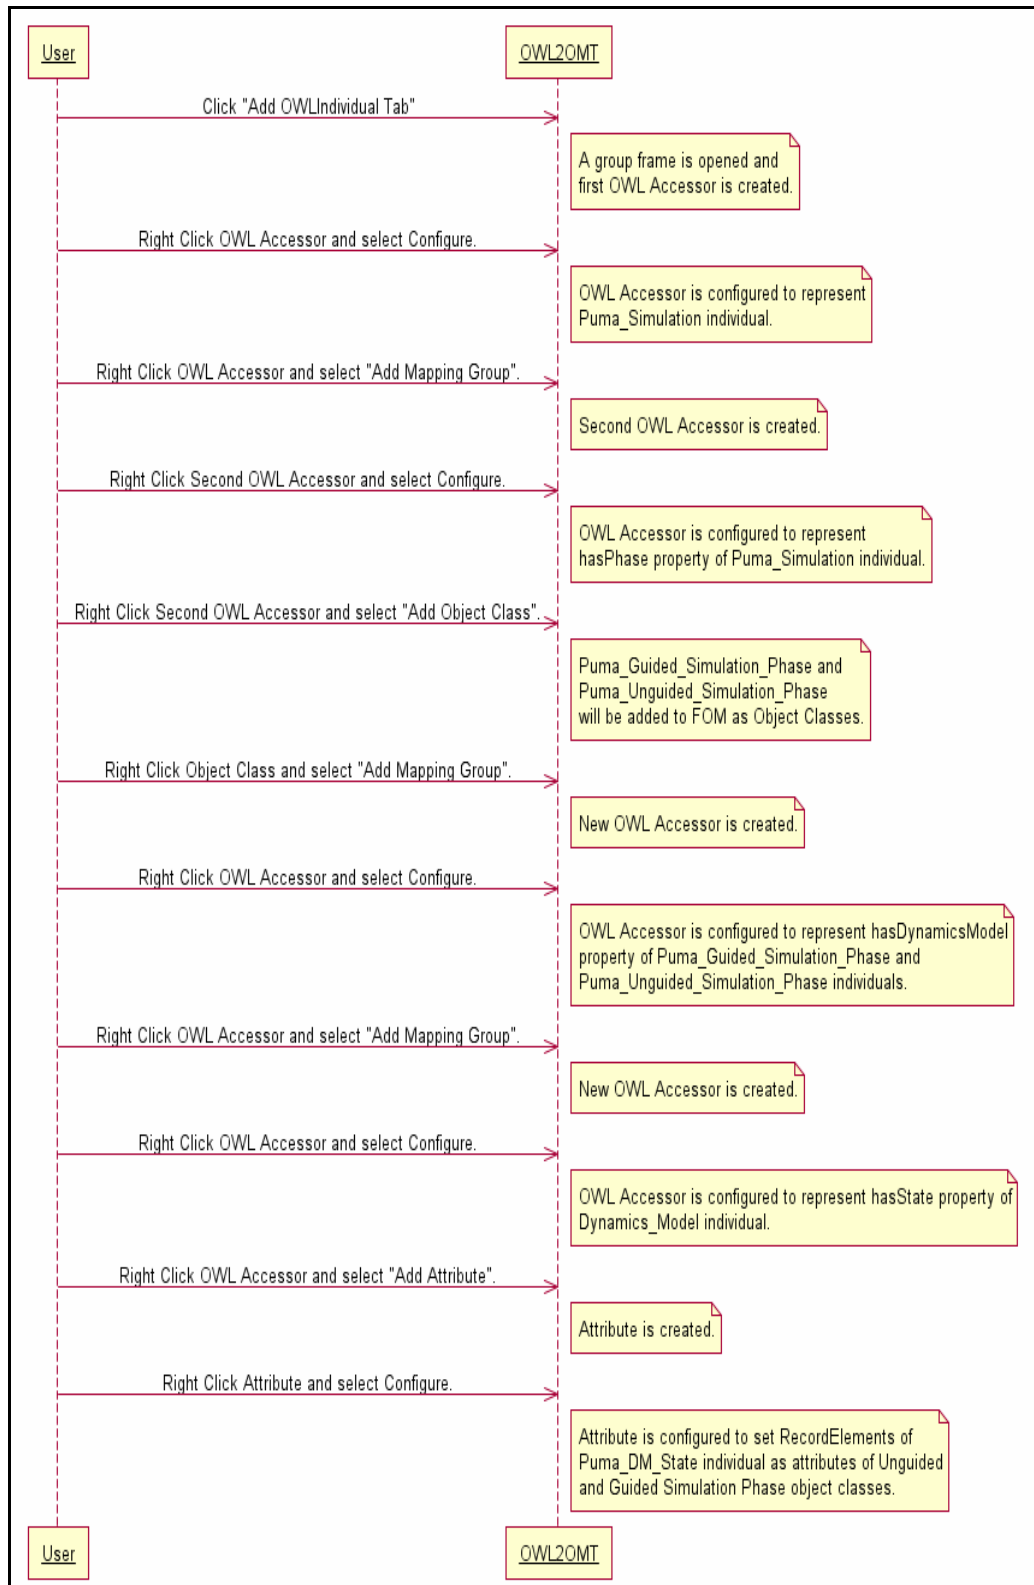 User
OWL2OMT
Click "Add OWLIndividual Tab"
A group frame is opened and
first OWL Accessor is created.
Right Click OWL Accessor and select Configure.
OWL Accessor is configured to represent
Puma_Simulation individual.
Right Click OWL Accessor and select "Add Mapping Group".
Second OWL Accessor is created.
Right Click Second OWL Accessor and select Configure.
OWL Accessor is configured to represent
hasPhase property of Puma_Simulation individual.
Right Click Second OWL Accessor and select "Add Object Class".
Puma_Guided_Simulation_Phase and
Puma_Unguided_Simulation_Phase
will be added to FOM as Object Classes.
Right Click Object Class and select "Add Mapping Group".
New OWL Accessor is created.
Right Click OWL Accessor and select Configure.
OWL Accessor is configured to represent hasDynamicsModel
property of Puma_Guided_Simulation_Phase and
Puma_Unguided_Simulation_Phase individuals.
Right Click OWL Accessor and select "Add Mapping Group".
New OWL Accessor is created.
Right Click OWL Accessor and select Configure.
OWL Accessor is configured to represent hasState property of
Dynamics_Model individual.
Right Click OWL Accessor and select "Add Attribute".
Attribute is created.
Right Click Attribute and select Configure.
Attribute is configured to set RecordElements of
Puma_DM_State individual as attributes of Unguided
and Guided Simulation Phase object classes.
User
OWL2OMT